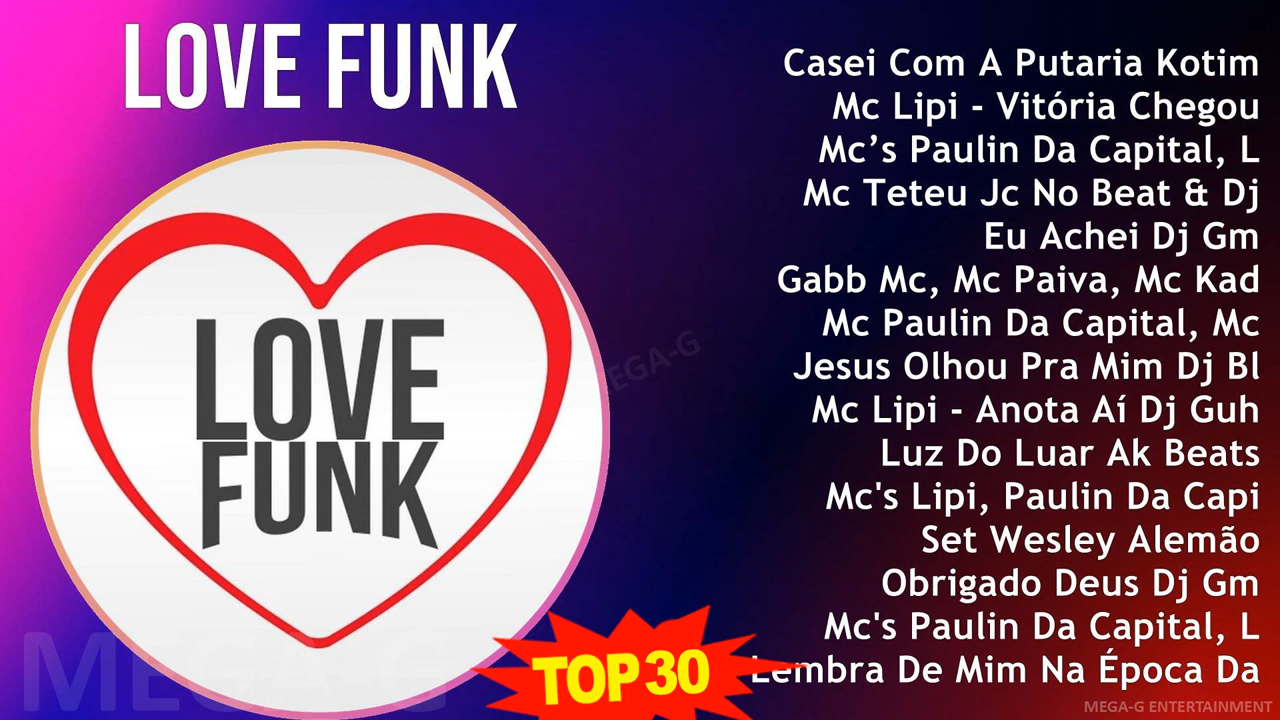 LOVE FUNK
LOVE
FUNK
TOP 30
Casei Com A Putaria Kotim
Mc Lipi - Vitória Chegou
Mc’s Paulin Da Capital, L
Mc Teteu Jc No Beat & Dj
Eu Achei Dj Gm
Gabb Mc, Mc Paiva, Mc Kad
Mc Paulin Da Capital, Mc
Jesus Olhou Pra Mim Dj Bl
Mc Lipi - Anota Aí Dj Guh
Luz Do Luar Ak Beats
Mc's Lipi, Paulin Da Capi
Set Wesley Alemão
Obrigado Deus Dj Gm
Mc's Paulin Da Capital, L
Lembra De Mim Na Época Da
MEGA-G
MEGA-G
MEGA-G ENTERTAINMENT